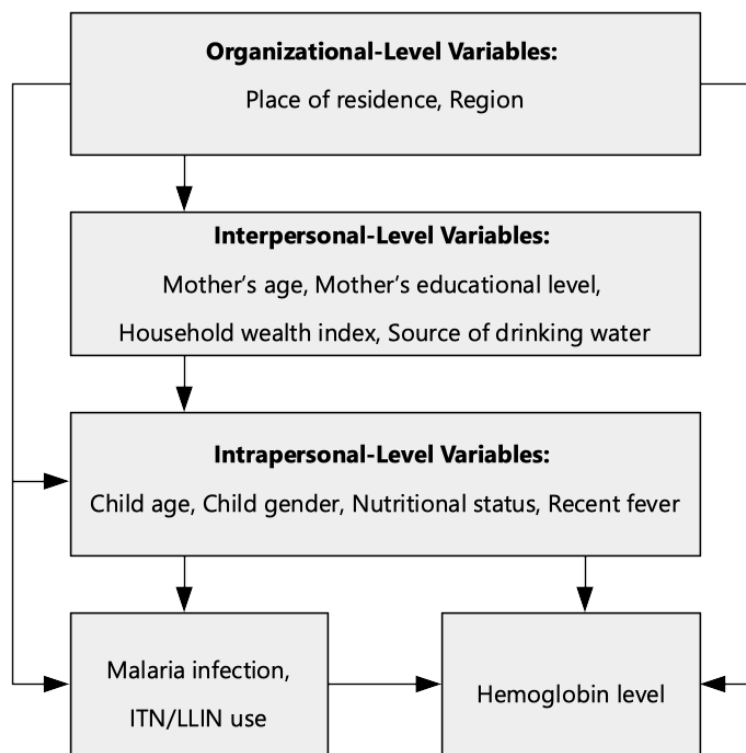 Organizational-Level Variables:
Place of residence, Region
Interpersonal-Level Variables:
Mother’s age, Mother’s educational level,
Household wealth index, Source of drinking water
Intrapersonal-Level Variables:
Child age, Child gender, Nutritional status, Recent fever
Malaria infection,
ITN/LLIN use
Hemoglobin level